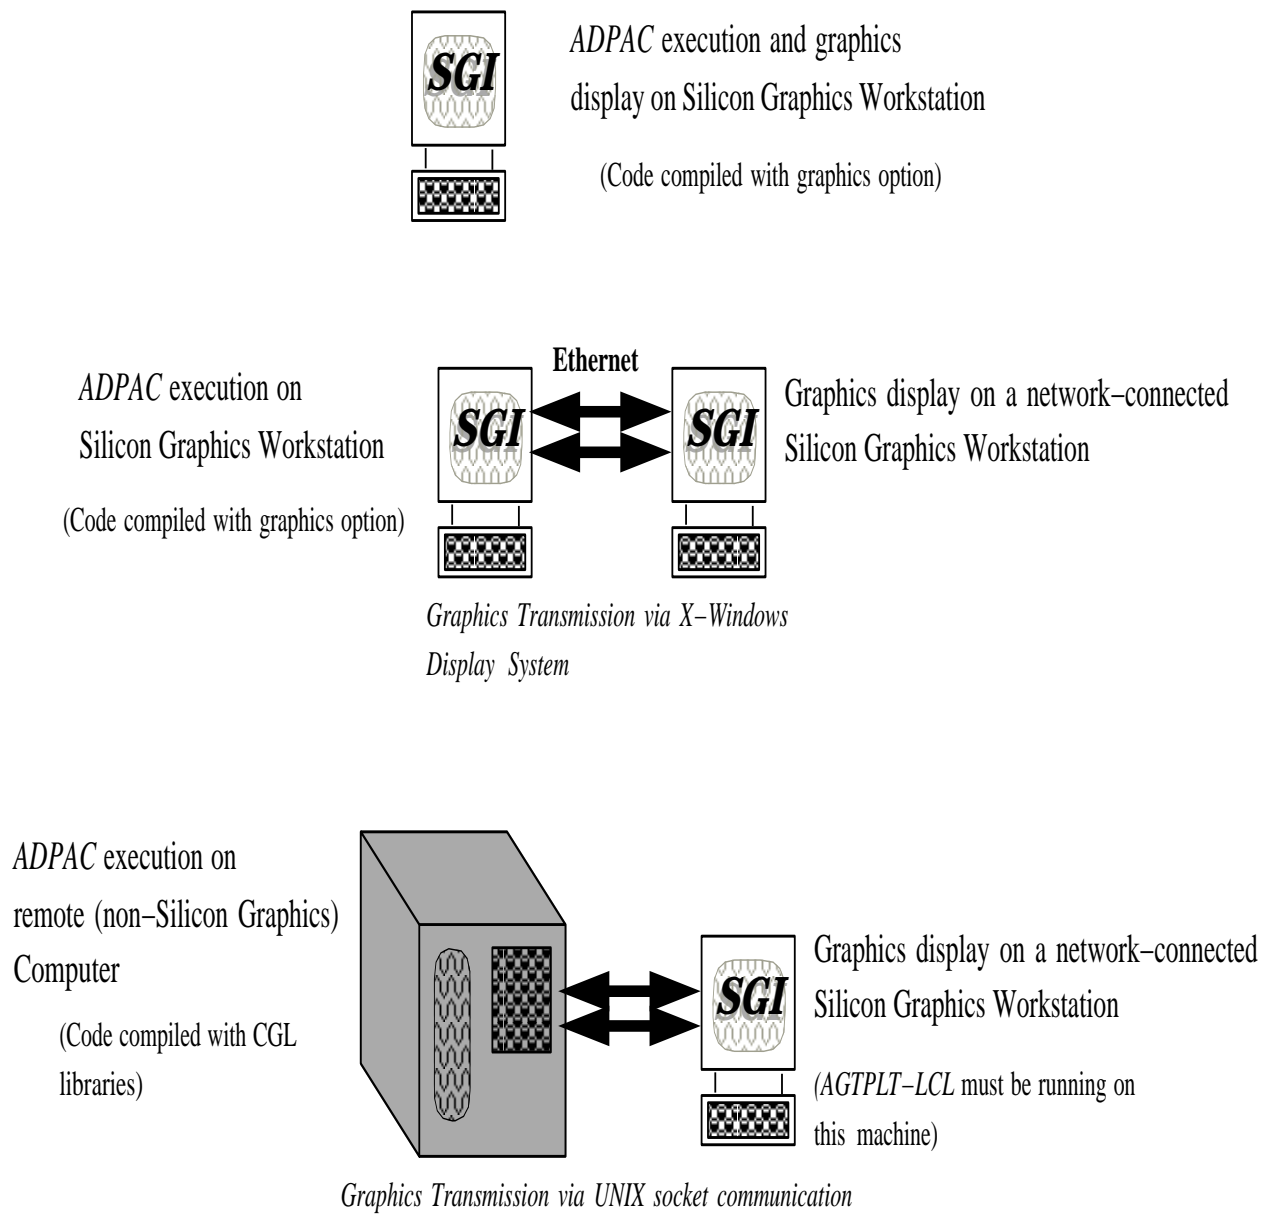 SGI
ADPAC execution and graphics
display on Silicon Graphics Workstation
(Code compiled with graphics option)
Ethernet
ADPAC execution on
Silicon Graphics Workstation
(Code compiled with graphics option)
SGI
SGI
Graphics display on a network–connected
Silicon Graphics Workstation
Graphics Transmission via X–Windows
Display System
ADPAC execution on
remote (non–Silicon Graphics)
Computer
(Code compiled with CGL
libraries)
SGI
Graphics display on a network–connected
Silicon Graphics Workstation
(AGTPLT–LCL must be running on
this machine)
Graphics Transmission via UNIX socket communication